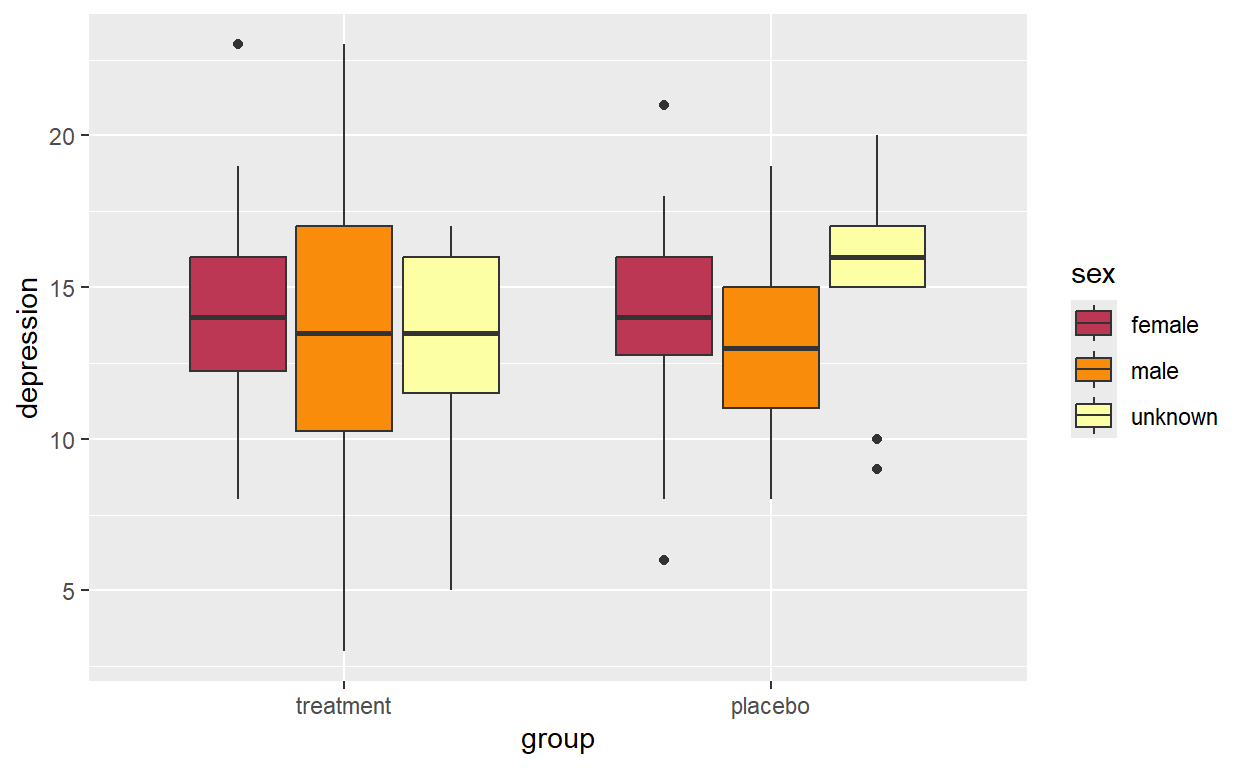 20
15
10
5
depression
treatment
placebo
group
sex
female
male
unknown